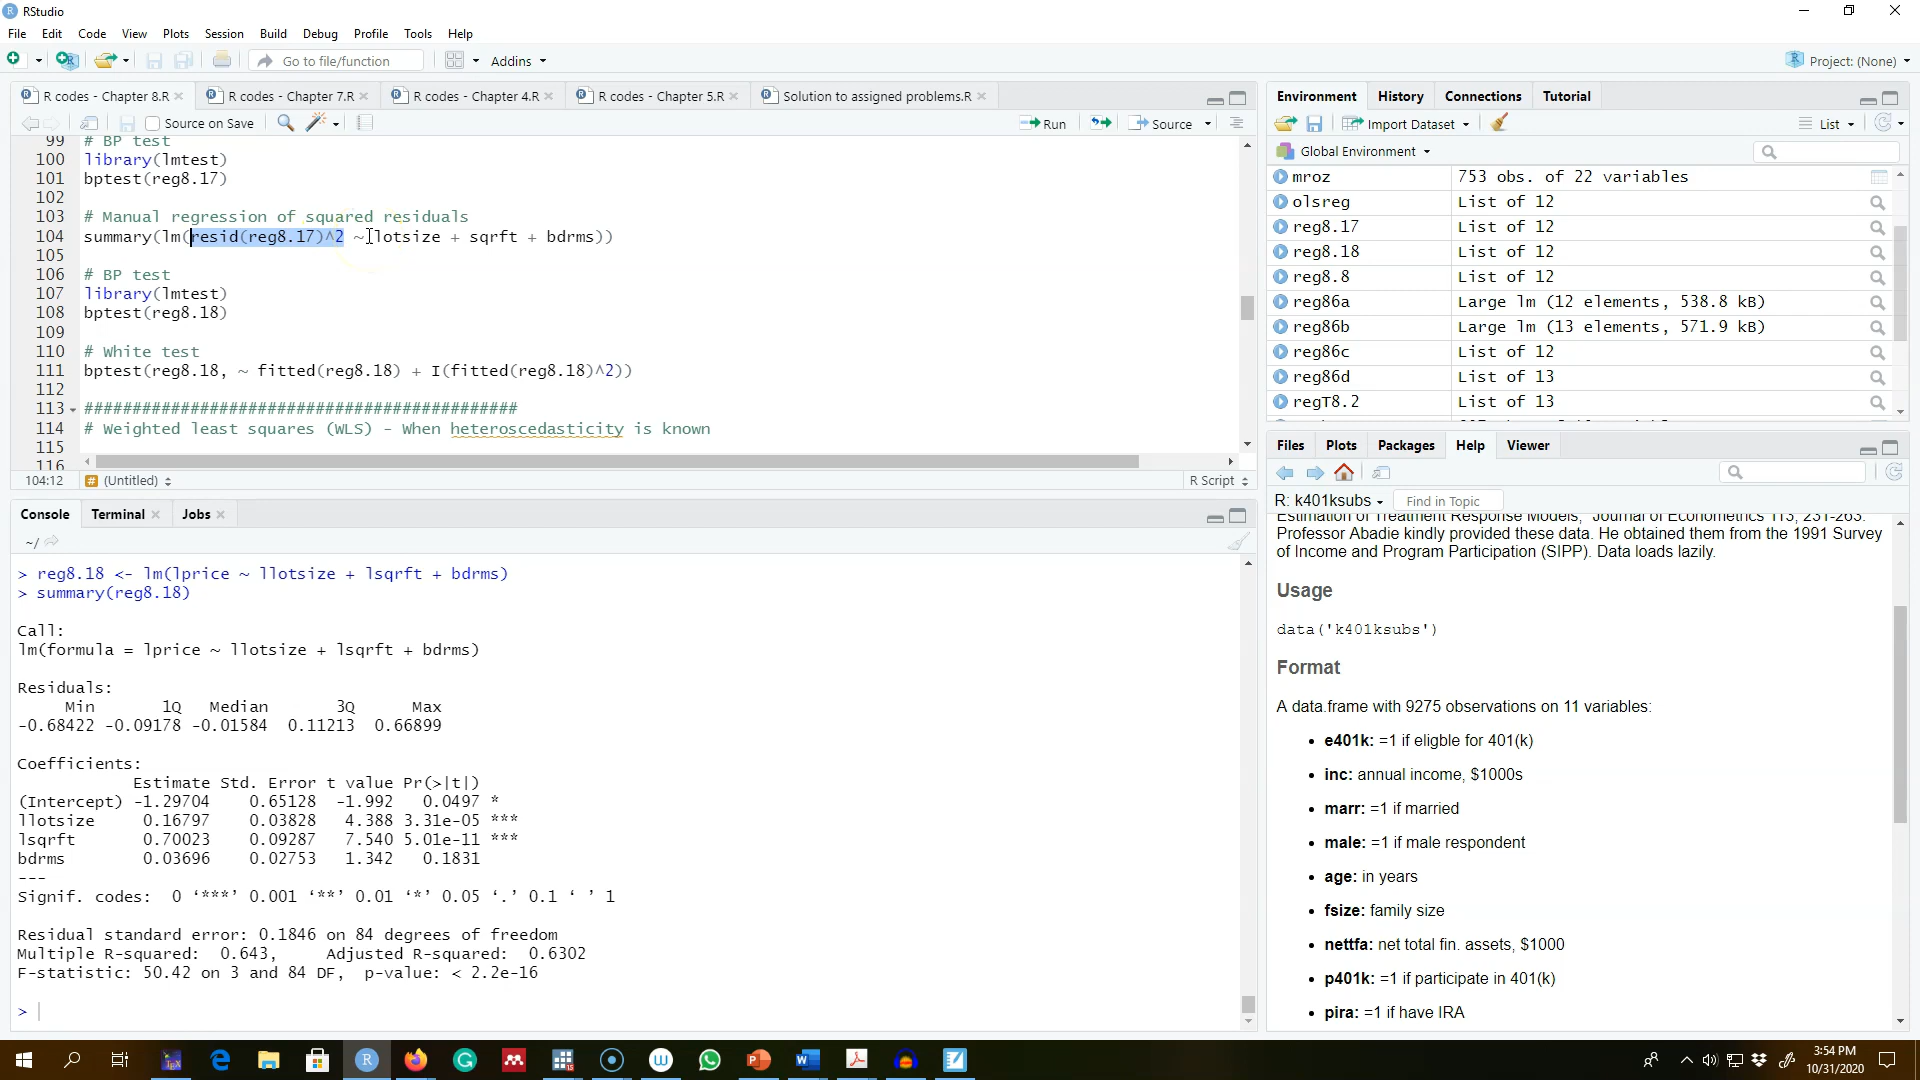 RStudio
File Edit Code View Plots Session Build Debug Profile Tools Help
Go to file/function Addins Project: (None)
R codes - Chapter 8.R R codes - Chapter 7.R R codes - Chapter 4.R R codes - Chapter 5.R Solution to assigned problems.R
Source on Save Run Source
99 # BP test
100 library(lmtest)
101 bptest(reg8.17)
102
103 # Manual regression of squared residuals
104 summary(lm(resid(reg8.17)^2 ~ lotsize + sqrft + bdrms))
105
106 # BP test
107 library(lmtest)
108 bptest(reg8.18)
109
110 # White test
111 bptest(reg8.18, ~ fitted(reg8.18) + I(fitted(reg8.18)^2))
112
113 #############################################
114 # Weighted least squares (WLS) - When heteroscedasticity is known
115
116
104:12 (Untitled) R Script
Console Terminal Jobs
~/
> reg8.18 <- lm(lprice ~ llotsize + lsqrft + bdrms)
> summary(reg8.18)
Call:
lm(formula = lprice ~ llotsize + lsqrft + bdrms)
Residuals:
Min 1Q Median 3Q Max
-0.68422 -0.09178 -0.01584 0.11213 0.66899
Coefficients:
Estimate Std. Error t value Pr(>|t|)
(Intercept) -1.29704 0.65128 -1.992 0.0497 *
llotsize 0.16797 0.03828 4.388 3.31e-05 ***
lsqrft 0.70023 0.09287 7.540 5.01e-11 ***
bdrms 0.03696 0.02753 1.342 0.1831
---
Signif. codes: 0 ‘***’ 0.001 ‘**’ 0.01 ‘*’ 0.05 ‘.’ 0.1 ‘ ’ 1
Residual standard error: 0.1846 on 84 degrees of freedom
Multiple R-squared: 0.643, Adjusted R-squared: 0.6302
F-statistic: 50.42 on 3 and 84 DF, p-value: < 2.2e-16
>
Environment History Connections Tutorial
Import Dataset List
Global Environment
mroz 753 obs. of 22 variables
olsreg List of 12
reg8.17 List of 12
reg8.18 List of 12
reg8.8 List of 12
reg86a Large lm (12 elements, 538.8 kB)
reg86b Large lm (13 elements, 571.9 kB)
reg86c List of 12
reg86d List of 13
regT8.2 List of 13
Files Plots Packages Help Viewer
R: k401ksubs Find in Topic
Estimation of Treatment Response Models," Journal of Econometrics 113, 231-263.
Professor Abadie kindly provided these data. He obtained them from the 1991 Survey
of Income and Program Participation (SIPP). Data loads lazily.
Usage
data('k401ksubs')
Format
A data.frame with 9275 observations on 11 variables:
• e401k: =1 if eligble for 401(k)
• inc: annual income, $1000s
• marr: =1 if married
• male: =1 if male respondent
• age: in years
• fsize: family size
• nettfa: net total fin. assets, $1000
• p401k: =1 if participate in 401(k)
• pira: =1 if have IRA
3:54 PM
10/31/2020